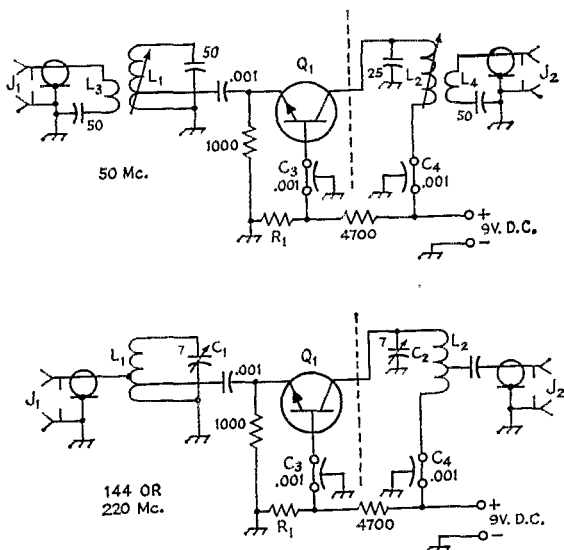 50
.001
Q1
25
J1
L3
L1
L2
L4
J2
50
50
1000
C3
.001
C4
.001
50 Mc.
R1
4700
+
9V. D.C.
-
L1
7
C1
.001
Q1
7
C2
L2
J1
J2
1000
C3
.001
C4
.001
144 OR
220 Mc.
R1
4700
+
9V. D.C.
-